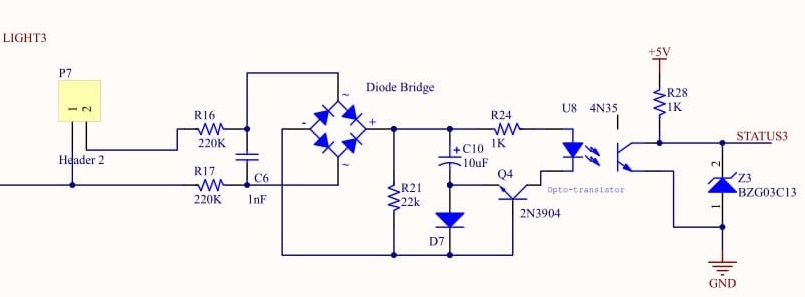 LIGHT3
+5V
P7
1 2
Header 2
R16
220K
R17
220K
C6
1nF
Diode Bridge
~
-
+
~
R21
22k
+ C10
10uF
D7
R24
1K
Q4
2N3904
U8 4N35
Opto-transistor
R28
1K
STATUS3
2
Z3
BZG03C13
1
GND